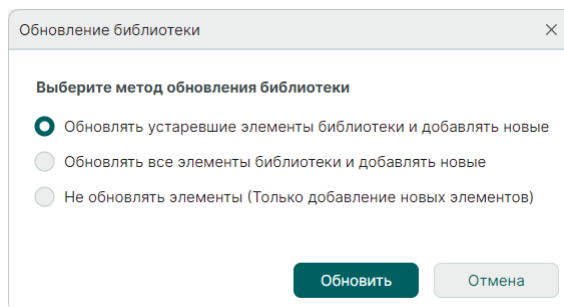 Обновление библиотеки
Выберите метод обновления библиотеки
Обновлять устаревшие элементы библиотеки и добавлять новые
Обновлять все элементы библиотеки и добавлять новые
Не обновлять элементы (Только добавление новых элементов)
Обновить Отмена